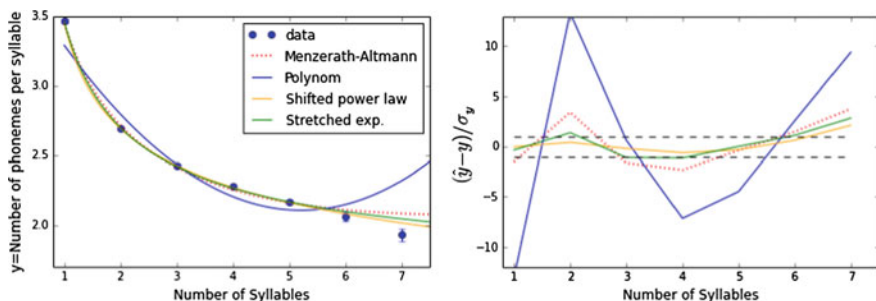 y=Number of phonemes per syllable
3.5
3.0
2.5
2.0
1 2 3 4 5 6 7
Number of Syllables
data
Menzerath-Altmann
Polynom
Shifted power law
Stretched exp.
(ŷ−y)/σ_y
10
5
0
−5
−10
1 2 3 4 5 6 7
Number of Syllables